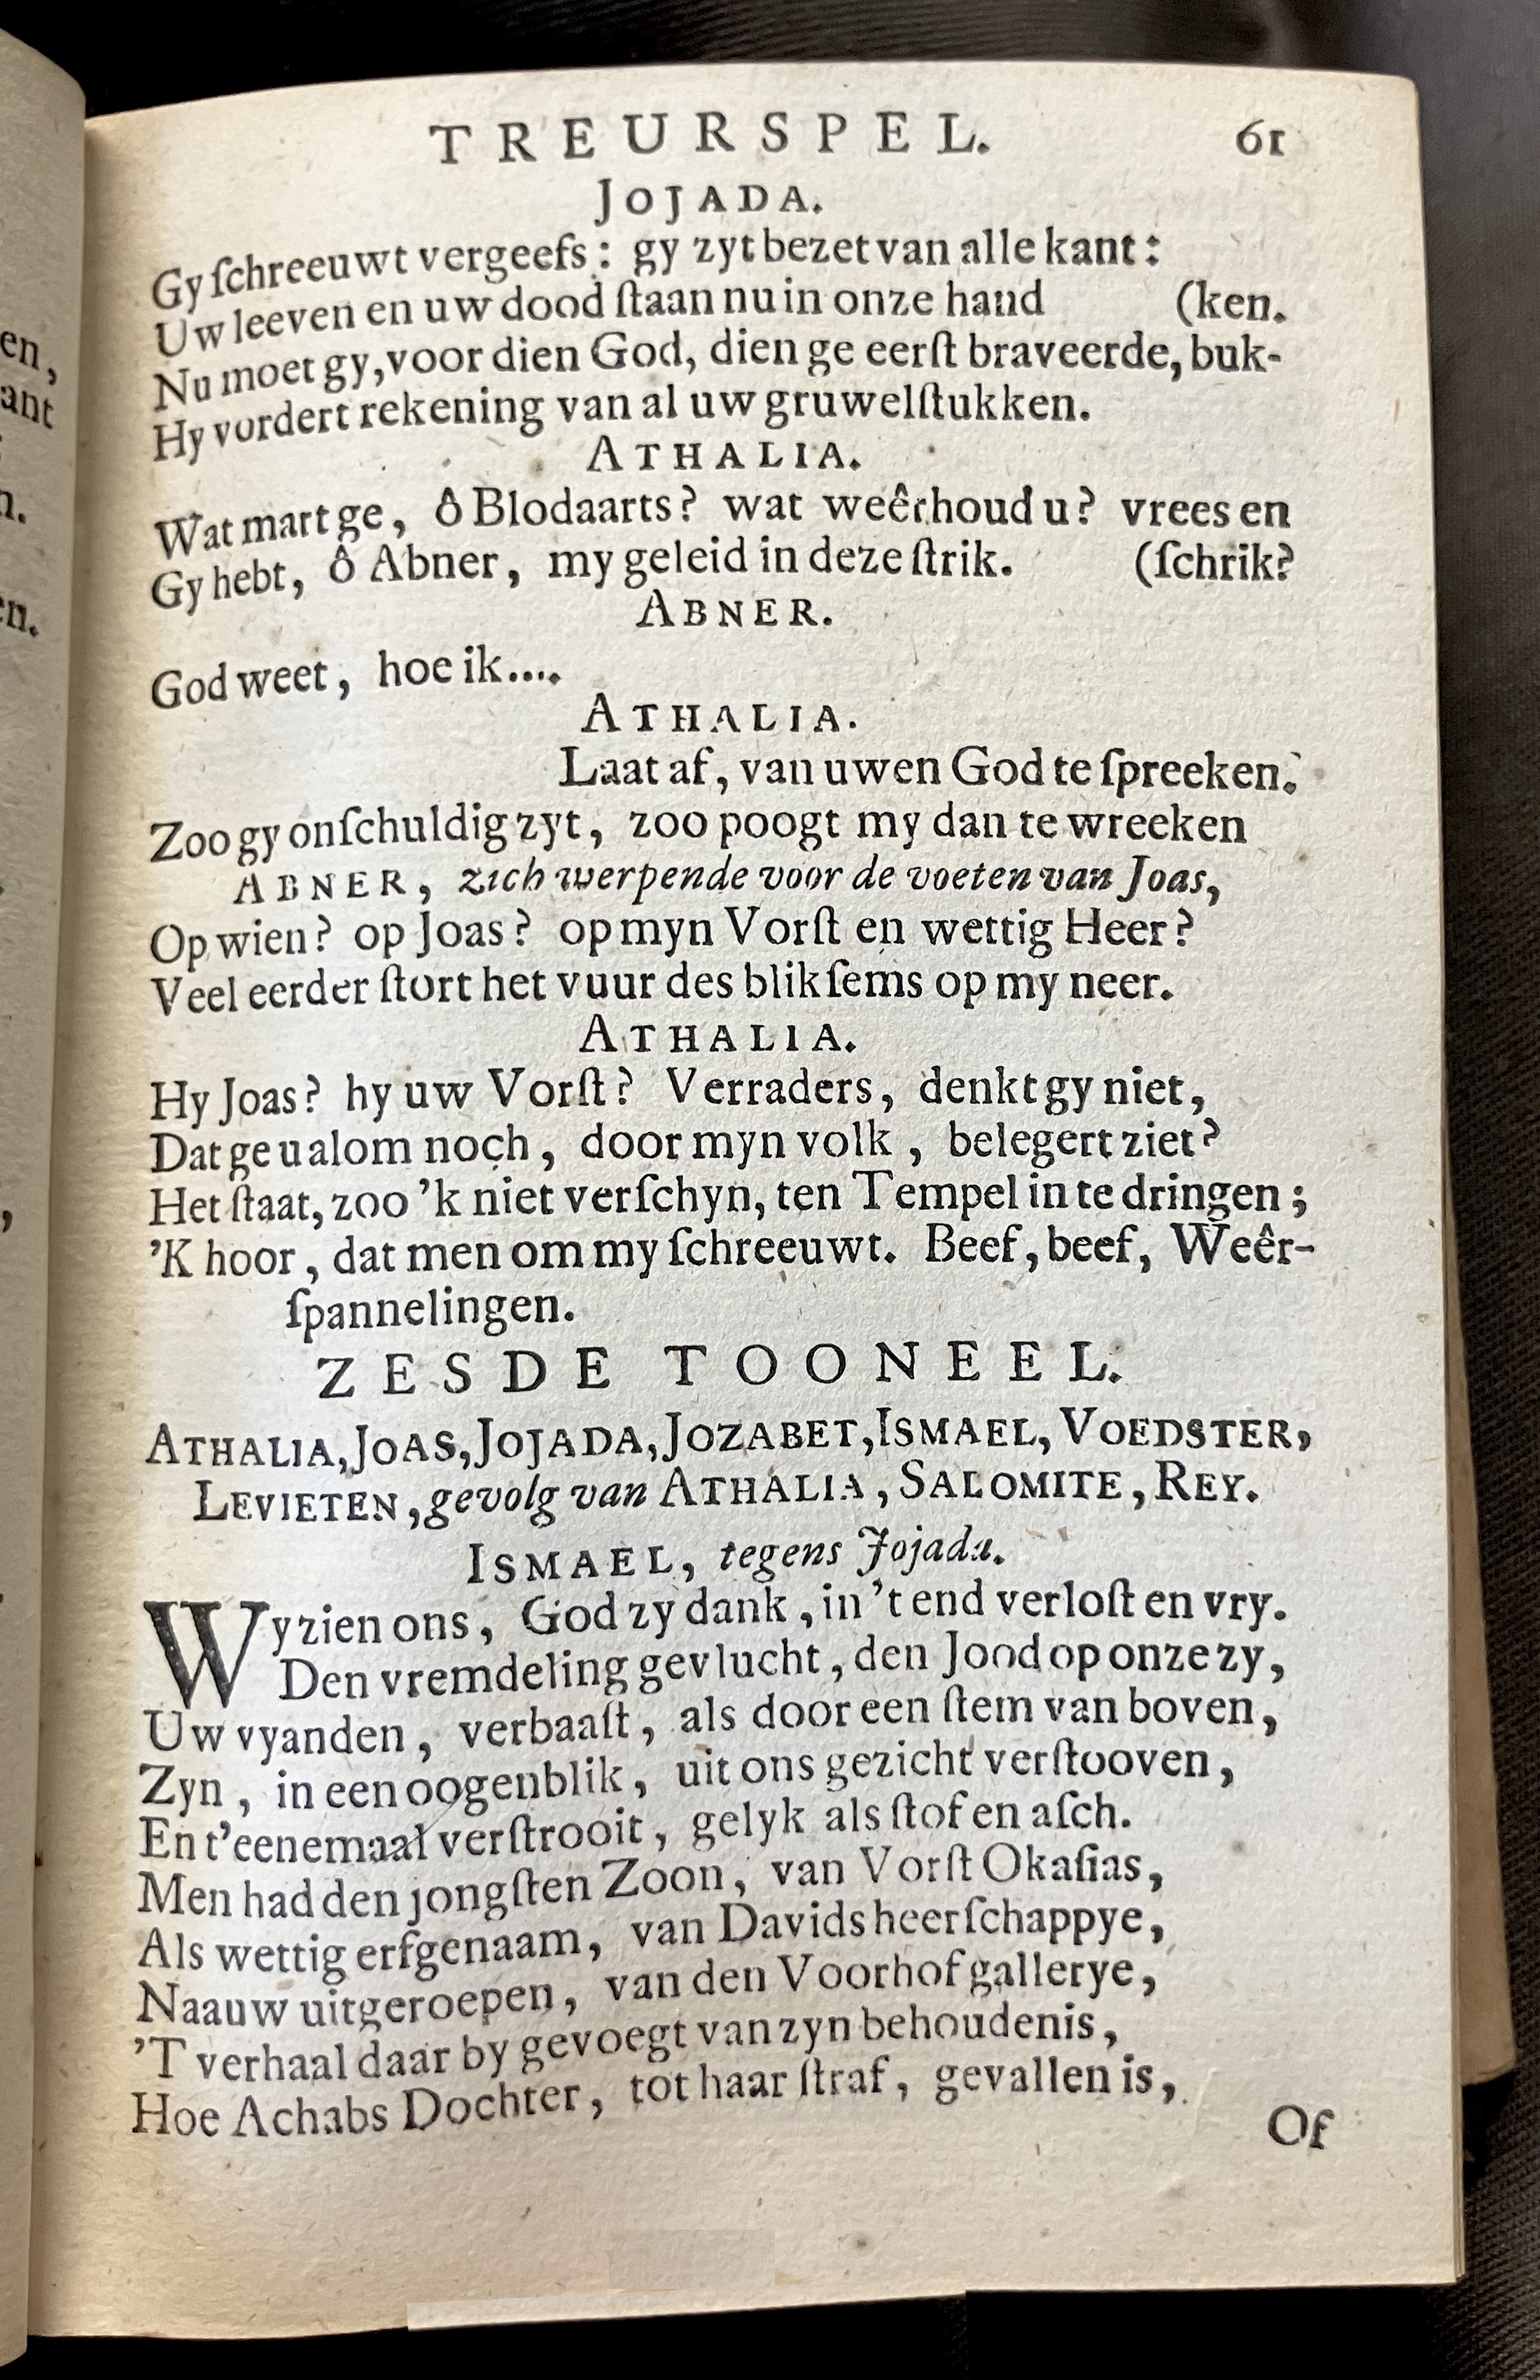 TREURSPEL. 61
JOJADA.
Gy ſchreeuwt vergeefs: gy zyt bezet van alle kant:
Uw leeven en uw dood ſtaan nu in onze hand (ken.
Nu moet gy, voor dien God, dien ge eerſt braveerde, buk-
Hy vordert rekening van al uw gruwelſtukken.
ATHALIA.
Wat mart ge, ô Blodaarts? wat weêrhoud u? vrees en
Gy hebt, ô Abner, my geleid in deze ſtrik. (ſchrik?
ABNER.
God weet, hoe ik....
ATHALIA.
Laat af, van uwen God te ſpreeken.
Zoo gy onſchuldig zyt, zoo poogt my dan te wreeken
ABNER, zich werpende voor de voeten van Joas,
Op wien? op Joas? op myn Vorſt en wettig Heer?
Veel eerder ſtort het vuur des blikſems op my neer.
ATHALIA.
Hy Joas? hy uw Vorſt? Verraders, denkt gy niet,
Dat ge u alom noch, door myn volk, belegert ziet?
Het ſtaat, zoo 'k niet verſchyn, ten Tempel in te dringen;
'K hoor, dat men om my ſchreeuwt. Beef, beef, Weêr-
ſpannelingen.
ZESDE TOONEEL.
ATHALIA, JOAS, JOJADA, JOZABET, ISMAEL, VOEDSTER,
LEVIETEN, gevolg van ATHALIA, SALOMITE, REY.
ISMAEL, tegens Jojada.
Wy zien ons, God zy dank, in 't end verloſt en vry.
Den vremdeling gevlucht, den Jood op onze zy,
Uw vyanden, verbaaſt, als door een ſtem van boven,
Zyn, in een oogenblik, uit ons gezicht verſtooven,
En t'eenemaal verſtrooit, gelyk als ſtof en aſch.
Men had den jongſten Zoon, van Vorſt Okaſias,
Als wettig erfgenaam, van Davids heerſchappye,
Naauw uitgeroepen, van den Voorhof gallerye,
'T verhaal daar by gevoegt van zyn behoudenis,
Hoe Achabs Dochter, tot haar ſtraf, gevallen is,
Of
en,
ant
n.
en.